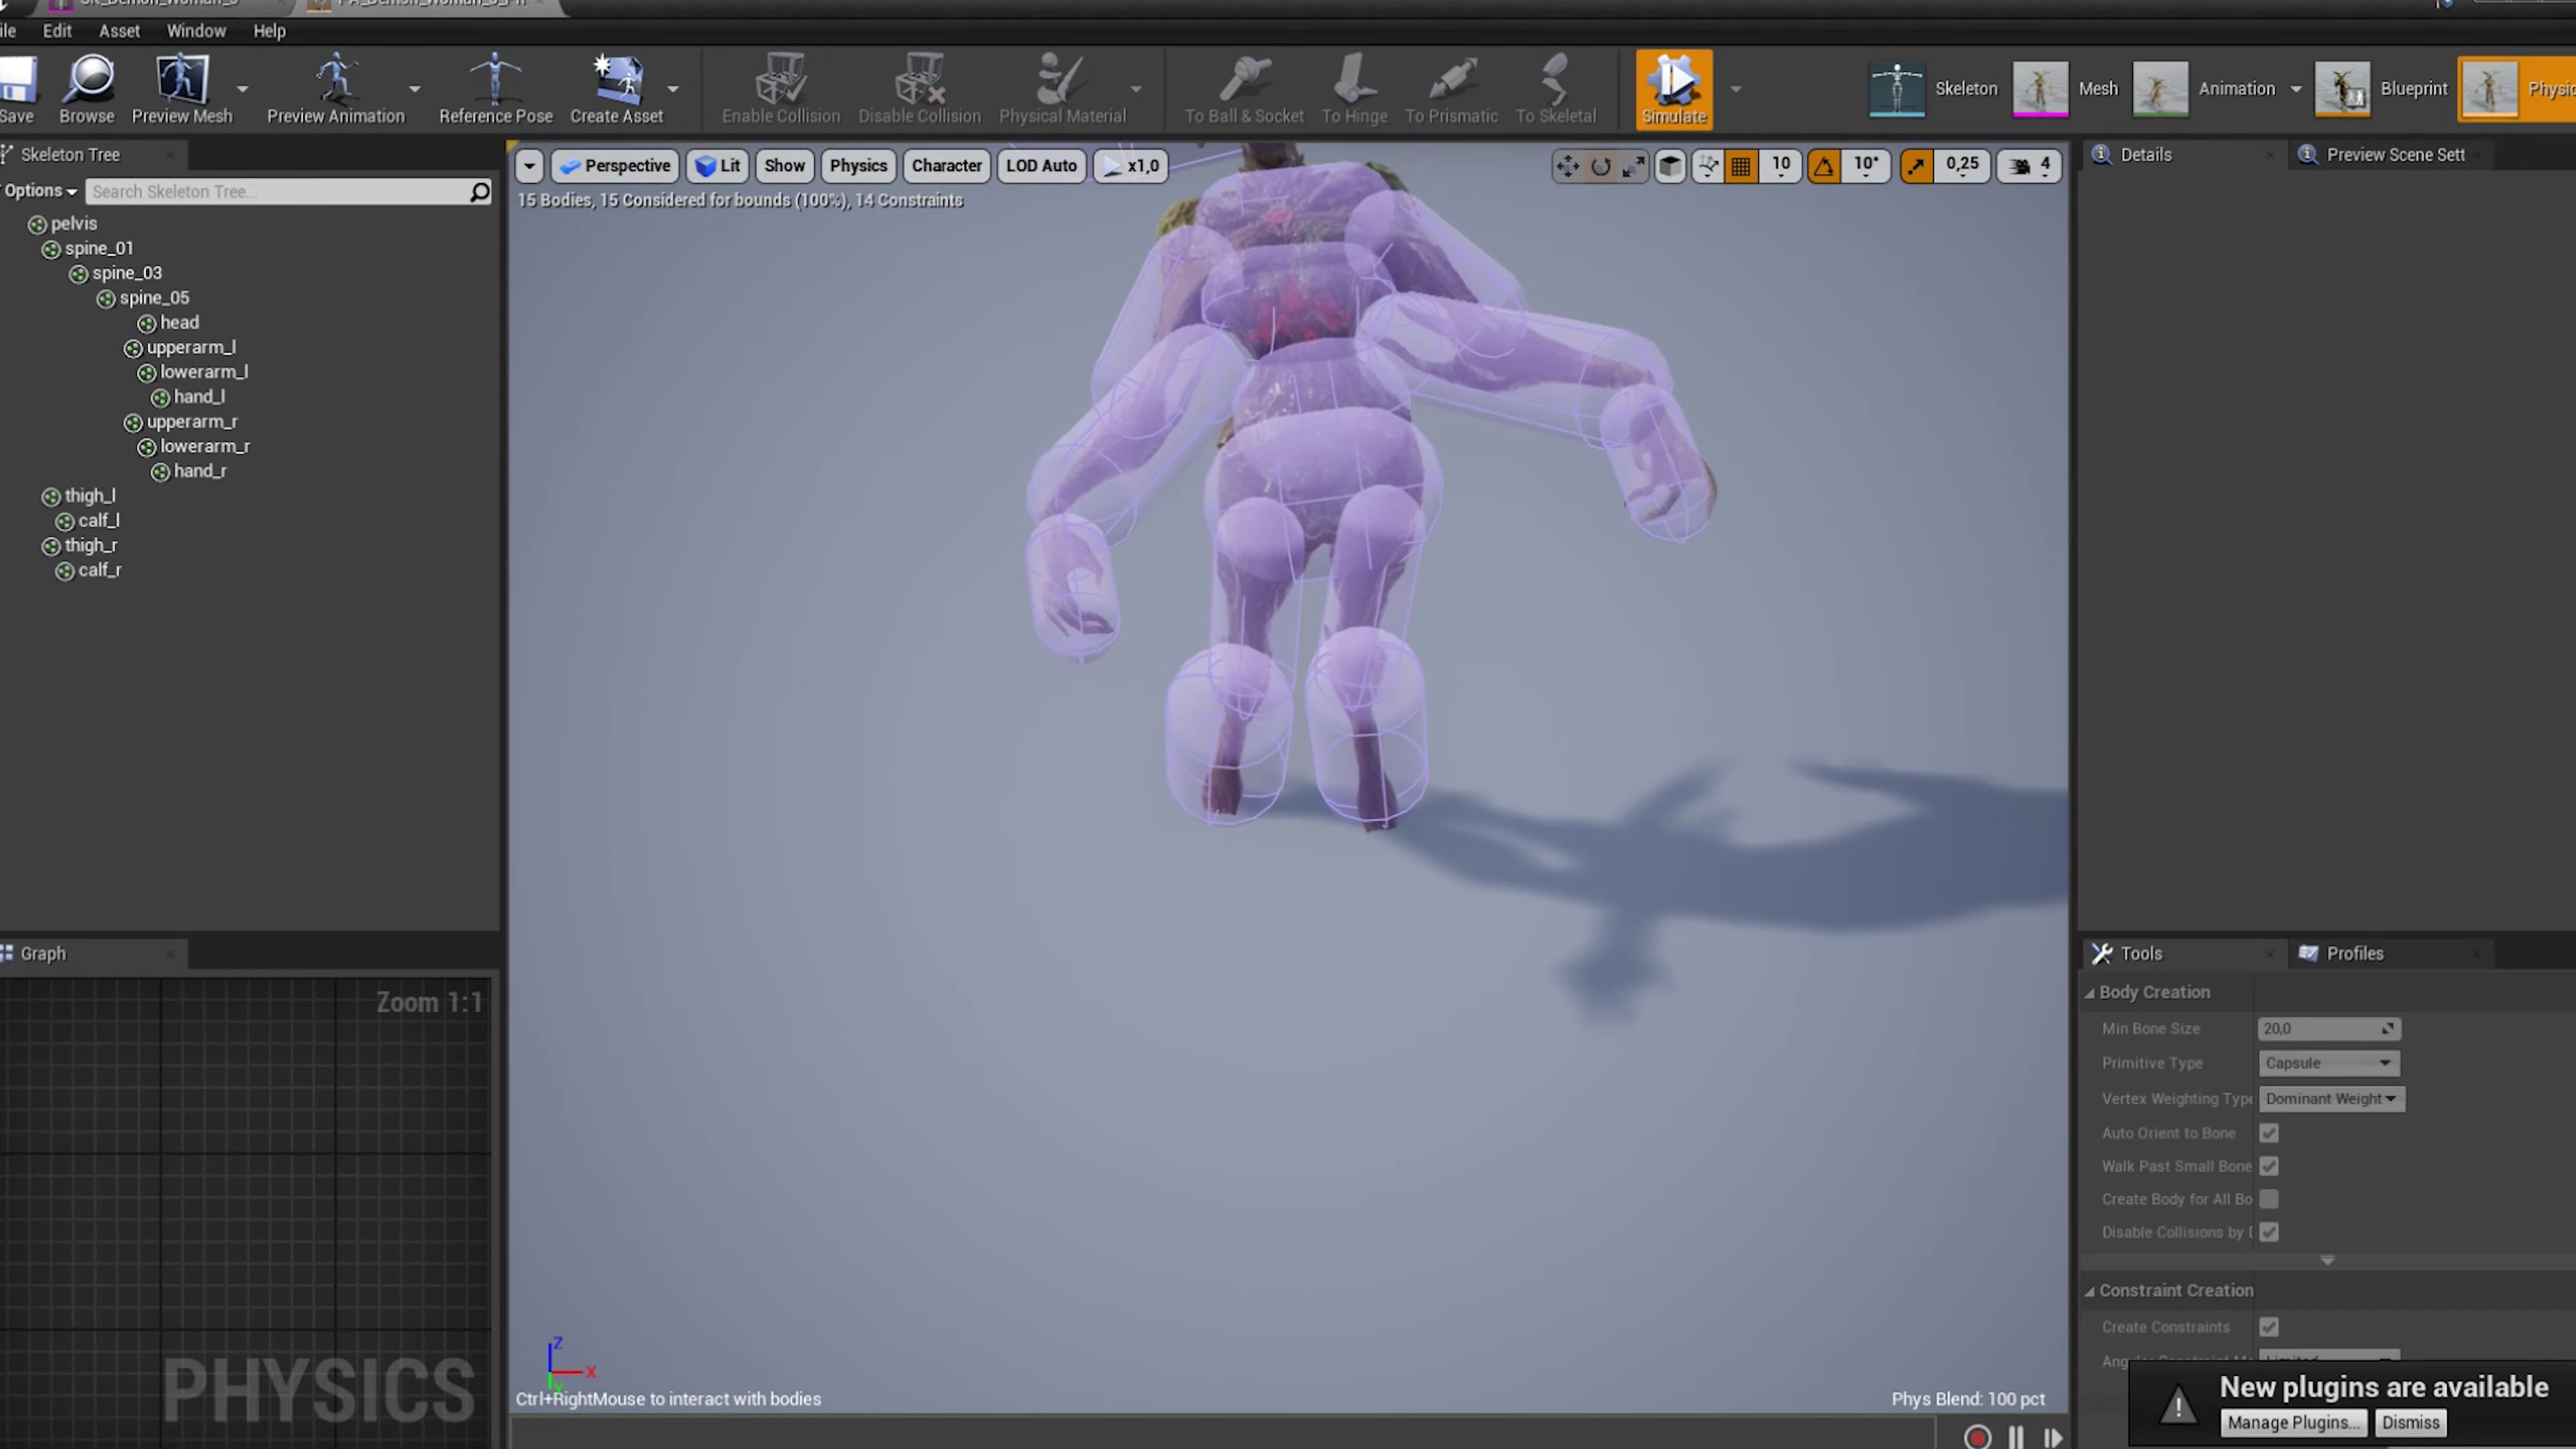 ile Edit Asset Window Help
Save Browse Preview Mesh Preview Animation Reference Pose Create Asset Enable Collision Disable Collision Physical Material To Ball & Socket To Hinge To Prismatic To Skeletal Simulate Skeleton Mesh Animation Blueprint Physic
Skeleton Tree
Options Search Skeleton Tree...
pelvis
spine_01
spine_03
spine_05
head
upperarm_l
lowerarm_l
hand_l
upperarm_r
lowerarm_r
hand_r
thigh_l
calf_l
thigh_r
calf_r
Graph
Zoom 1:1
PHYSICS
Perspective Lit Show Physics Character LOD Auto x1,0 10 10° 0,25 4
15 Bodies, 15 Considered for bounds (100%), 14 Constraints
Z
X
Y
Ctrl+RightMouse to interact with bodies
Phys Blend: 100 pct
Details Preview Scene Sett
Tools Profiles
Body Creation
Min Bone Size 20,0
Primitive Type Capsule
Vertex Weighting Type Dominant Weight
Auto Orient to Bone
Walk Past Small Bone
Create Body for All Bo
Disable Collisions by
Constraint Creation
Create Constraints
New plugins are available
Manage Plugins... Dismiss